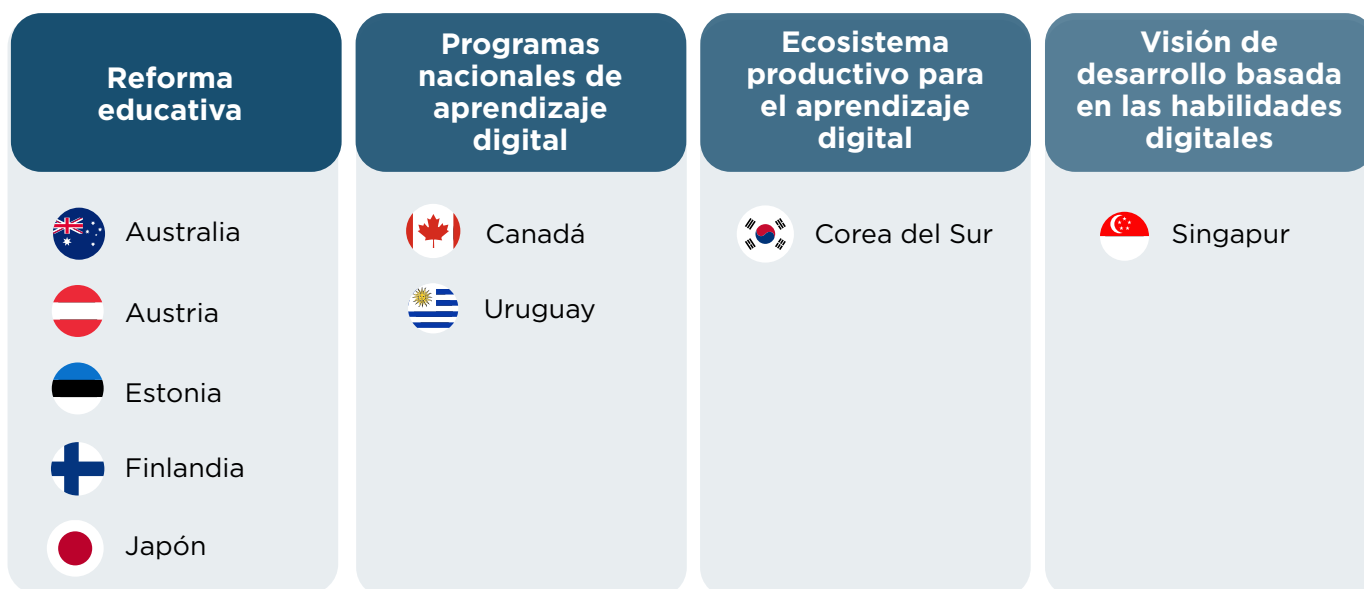 Reforma
educativa
Australia
Austria
Estonia
Finlandia
Japón
Programas
nacionales de
aprendizaje
digital
Canadá
Uruguay
Ecosistema
productivo para
el aprendizaje
digital
Corea del Sur
Visión de
desarrollo basada
en las habilidades
digitales
Singapur